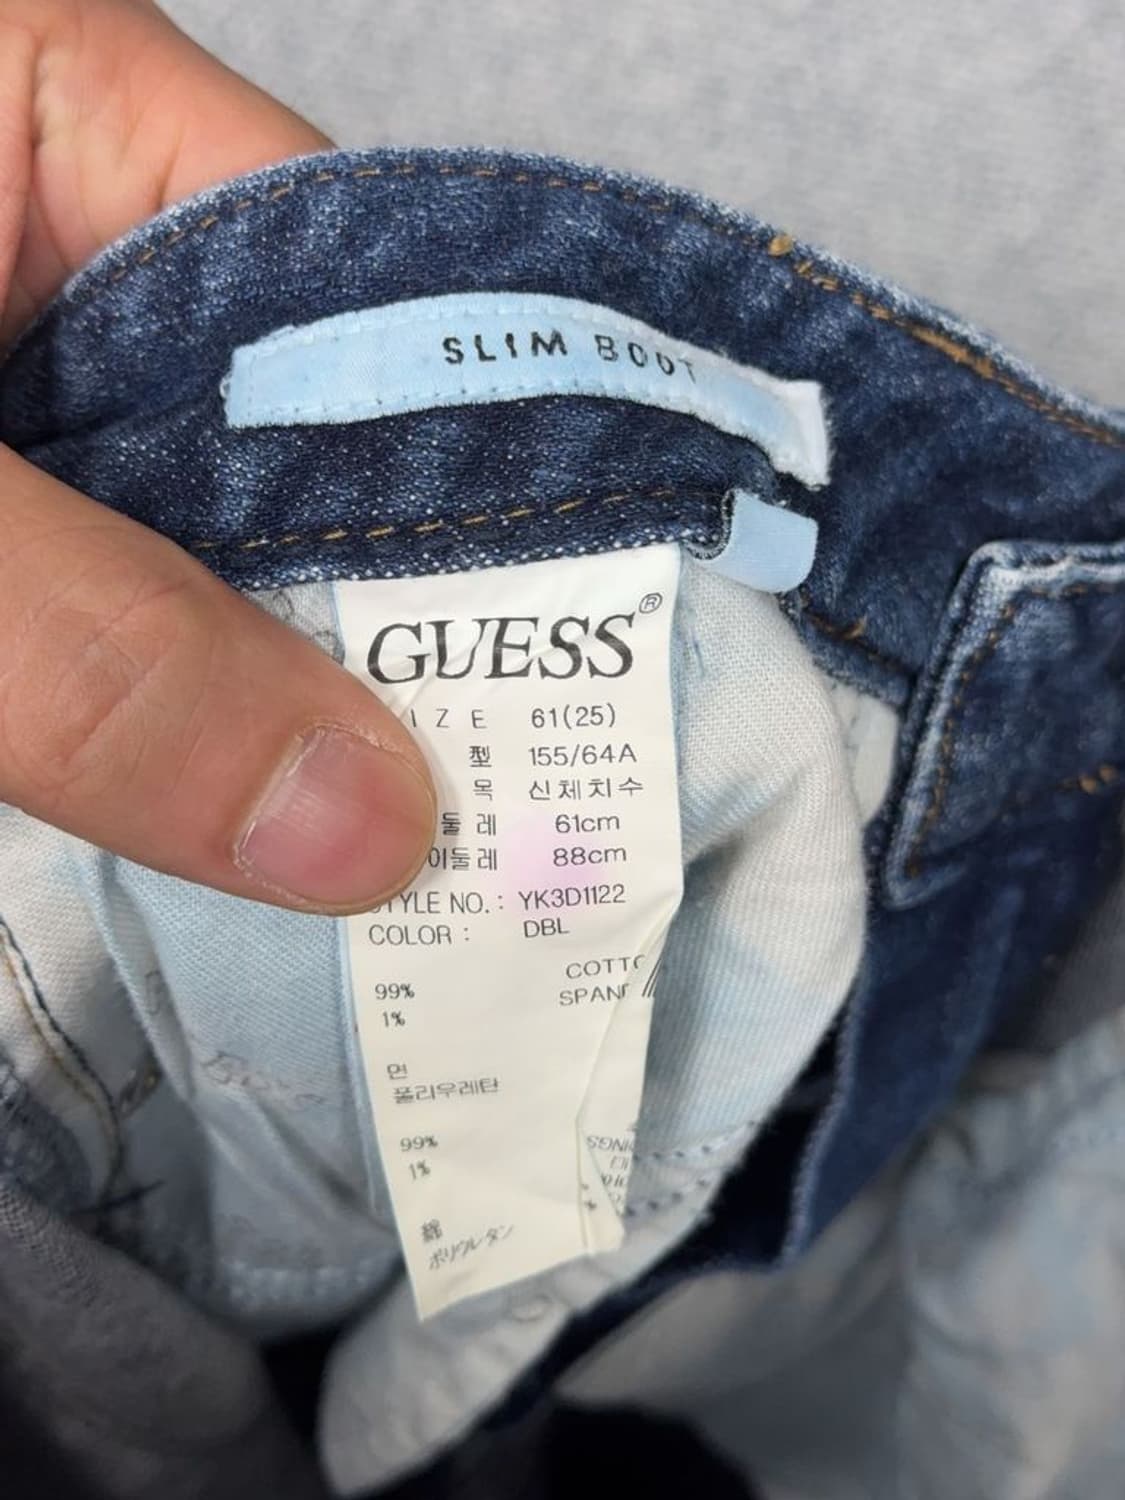 SLIM BOOT
GUESS®
IZE 61(25)
型 155/64A
목 신체치수
둘레 61cm
이둘레 88cm
STYLE NO.: YK3D1122
COLOR : DBL
COTTO
99% SPAN
1%
면
폴리우레탄
99%
1%
綿
ポリウレタン